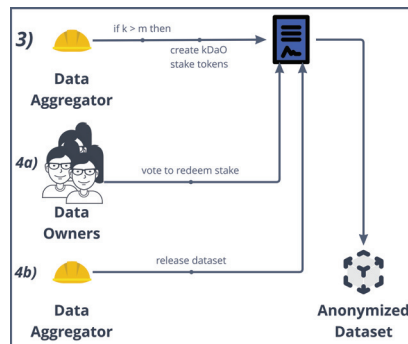 3)
if k > m then
create kDaO
stake tokens
Data
Aggregator
4a)
vote to redeem stake
Data
Owners
4b)
release dataset
Data
Aggregator
Anonymized
Dataset